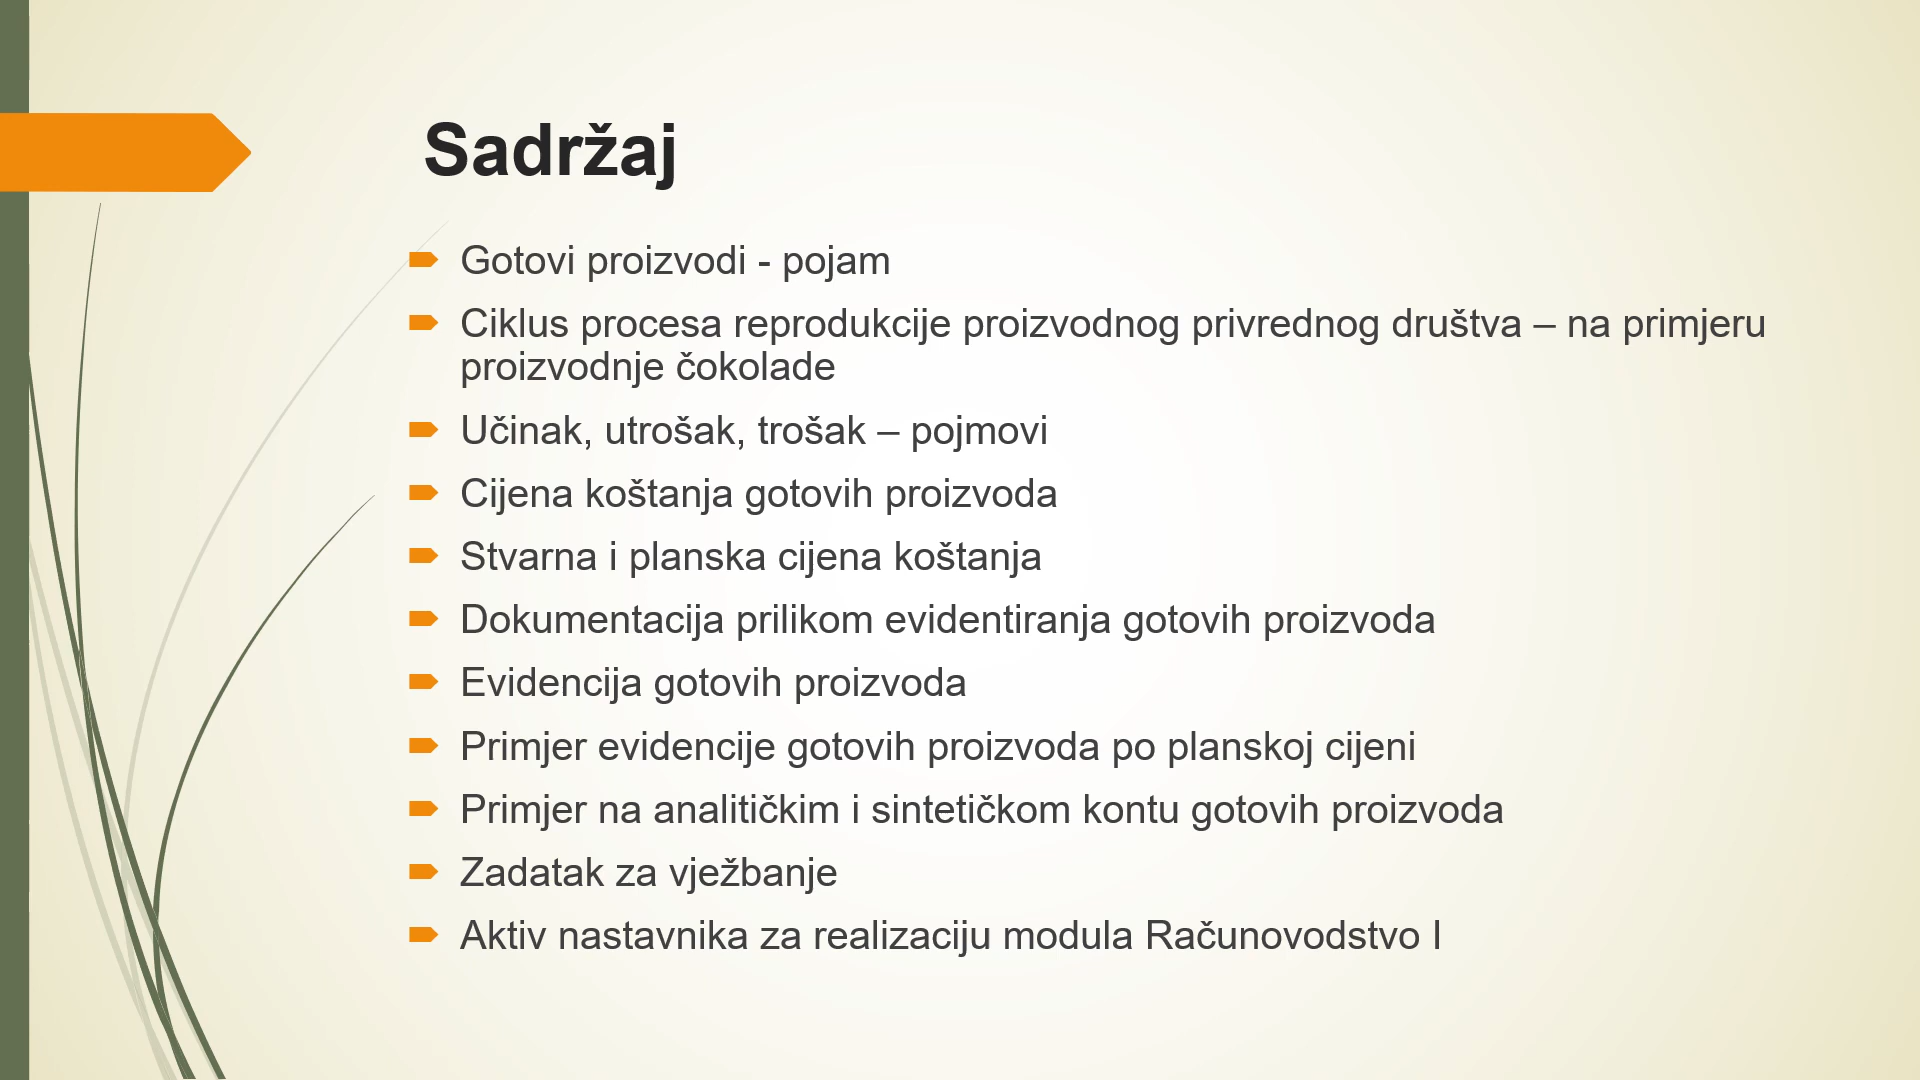 Sadržaj
Gotovi proizvodi - pojam
Ciklus procesa reprodukcije proizvodnog privrednog društva – na primjeru
proizvodnje čokolade
Učinak, utrošak, trošak – pojmovi
Cijena koštanja gotovih proizvoda
Stvarna i planska cijena koštanja
Dokumentacija prilikom evidentiranja gotovih proizvoda
Evidencija gotovih proizvoda
Primjer evidencije gotovih proizvoda po planskoj cijeni
Primjer na analitičkim i sintetičkom kontu gotovih proizvoda
Zadatak za vježbanje
Aktiv nastavnika za realizaciju modula Računovodstvo I